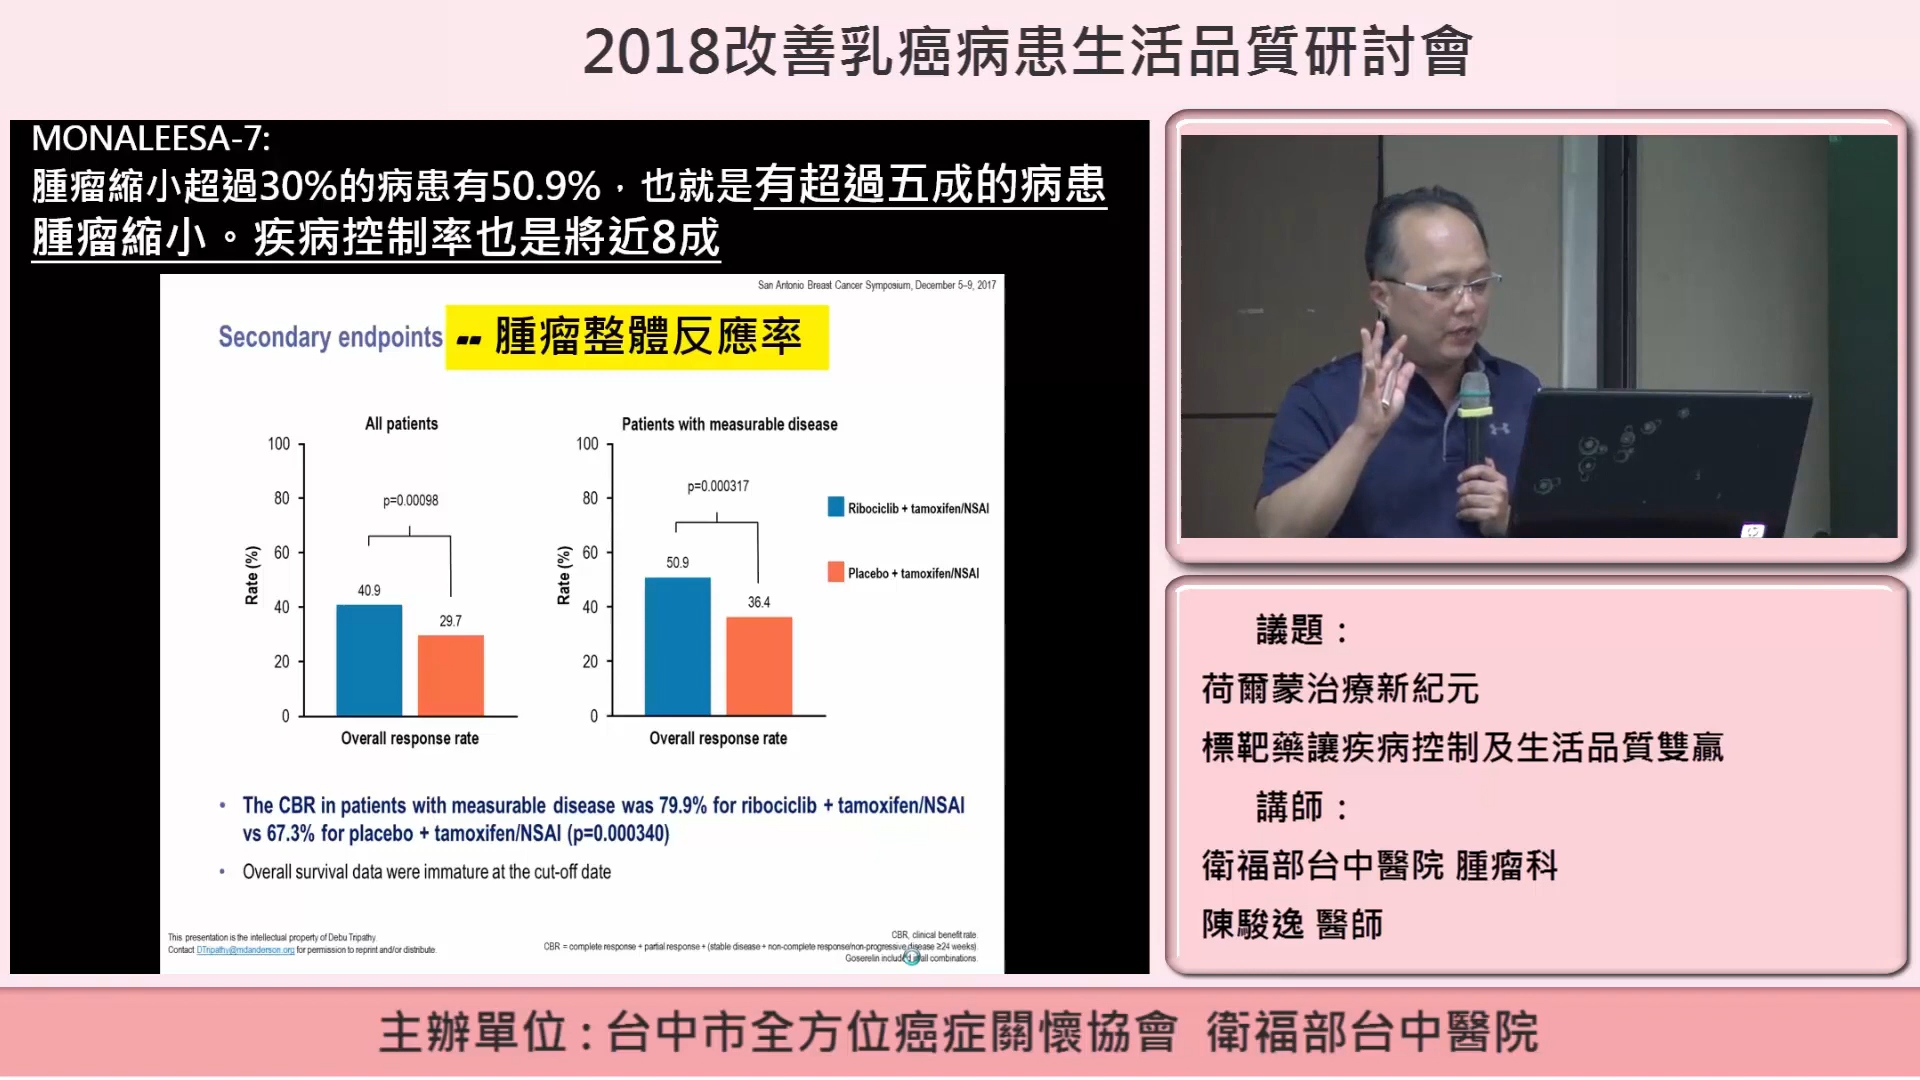 2018改善乳癌病患生活品質研討會
MONALEESA-7:
腫瘤縮小超過30%的病患有50.9%，也就是有超過五成的病患
腫瘤縮小。疾病控制率也是將近8成
San Antonio Breast Cancer Symposium, December 5–9, 2017
Secondary endpoints -- 腫瘤整體反應率
All patients
100
80
60
40
20
0
Rate (%)
p=0.00098
40.9
29.7
Overall response rate
Patients with measurable disease
100
80
60
40
20
0
Rate (%)
p=0.000317
50.9
36.4
Overall response rate
Ribociclib + tamoxifen/NSAI
Placebo + tamoxifen/NSAI
• The CBR in patients with measurable disease was 79.9% for ribociclib + tamoxifen/NSAI
vs 67.3% for placebo + tamoxifen/NSAI (p=0.000340)
• Overall survival data were immature at the cut-off date
This presentation is the intellectual property of Debu Tripathy.
Contact DTripathy@mdanderson.org for permission to reprint and/or distribute.
CBR, clinical benefit rate.
CBR = complete response + partial response + (stable disease + non-complete response/non-progressive disease ≥24 weeks)
Goserelin all combinations.
議題：
荷爾蒙治療新紀元
標靶藥讓疾病控制及生活品質雙贏
講師：
衛福部台中醫院 腫瘤科
陳駿逸 醫師
主辦單位 : 台中市全方位癌症關懷協會 衛福部台中醫院